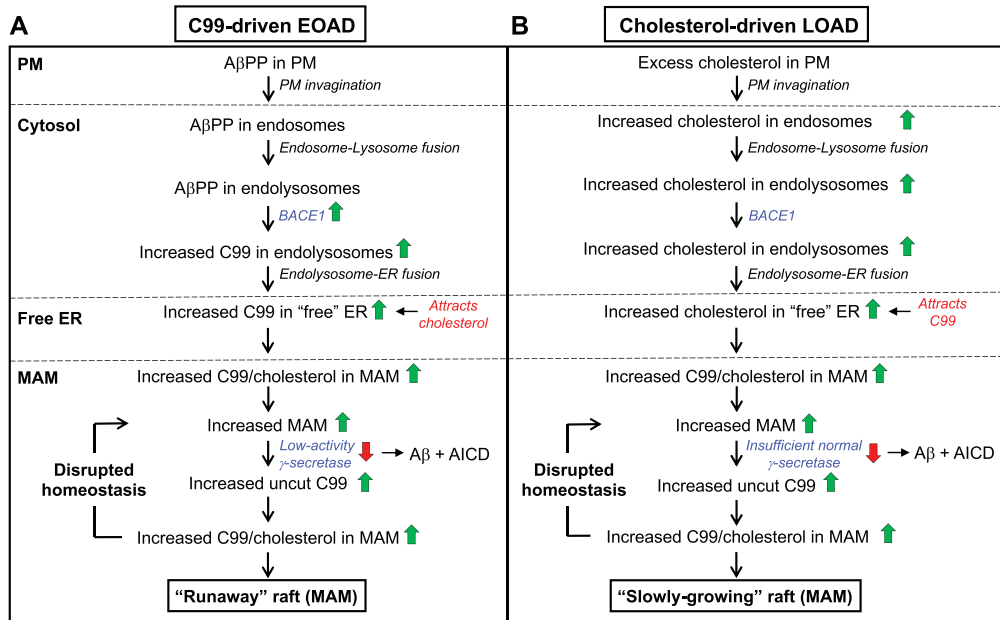 A
C99-driven EOAD
PM
AβPP in PM
PM invagination
Cytosol
AβPP in endosomes
Endosome-Lysosome fusion
AβPP in endolysosomes
BACE1
Increased C99 in endolysosomes
Endolysosome-ER fusion
Free ER
Increased C99 in “free” ER
Attracts
cholesterol
MAM
Increased C99/cholesterol in MAM
Increased MAM
Low-activity
γ-secretase
Aβ + AICD
Disrupted
homeostasis
Increased uncut C99
Increased C99/cholesterol in MAM
“Runaway” raft (MAM)
B
Cholesterol-driven LOAD
Excess cholesterol in PM
PM invagination
Increased cholesterol in endosomes
Endosome-Lysosome fusion
Increased cholesterol in endolysosomes
BACE1
Increased cholesterol in endolysosomes
Endolysosome-ER fusion
Increased cholesterol in “free” ER
Attracts
C99
Increased C99/cholesterol in MAM
Increased MAM
Insufficient normal
γ-secretase
Aβ + AICD
Disrupted
homeostasis
Increased uncut C99
Increased C99/cholesterol in MAM
“Slowly-growing” raft (MAM)